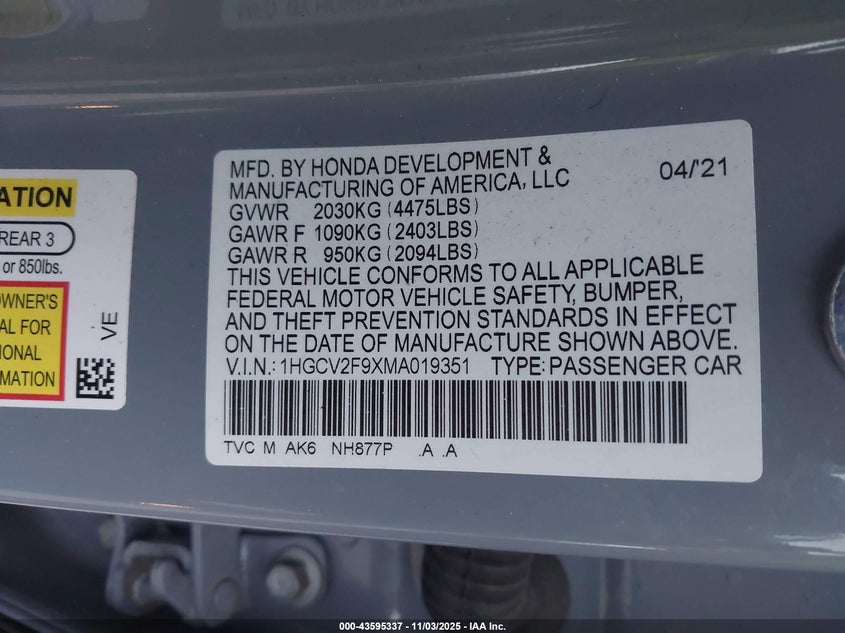 ATION
REAR 3
or 850lbs.
OWNER'S
AL FOR
IONAL
MATION
VE
MFD. BY HONDA DEVELOPMENT & 04/'21
MANUFACTURING OF AMERICA, LLC
GVWR 2030KG (4475LBS)
GAWR F 1090KG (2403LBS)
GAWR R 950KG (2094LBS)
THIS VEHICLE CONFORMS TO ALL APPLICABLE
FEDERAL MOTOR VEHICLE SAFETY, BUMPER,
AND THEFT PREVENTION STANDARDS IN EFFECT
ON THE DATE OF MANUFACTURE SHOWN ABOVE.
V.I.N.: 1HGCV2F9XMA019351 TYPE: PASSENGER CAR
TVC M AK6 NH877P .A .A
000-43595337 - 11/03/2025 - IAA Inc.